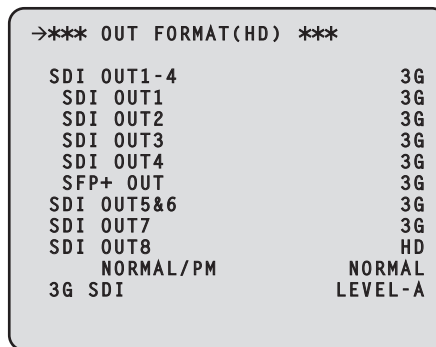 →*** OUT FORMAT(HD) ***
SDI OUT1-4 3G
SDI OUT1 3G
SDI OUT2 3G
SDI OUT3 3G
SDI OUT4 3G
SFP+ OUT 3G
SDI OUT5&6 3G
SDI OUT7 3G
SDI OUT8 HD
NORMAL/PM NORMAL
3G SDI LEVEL-A